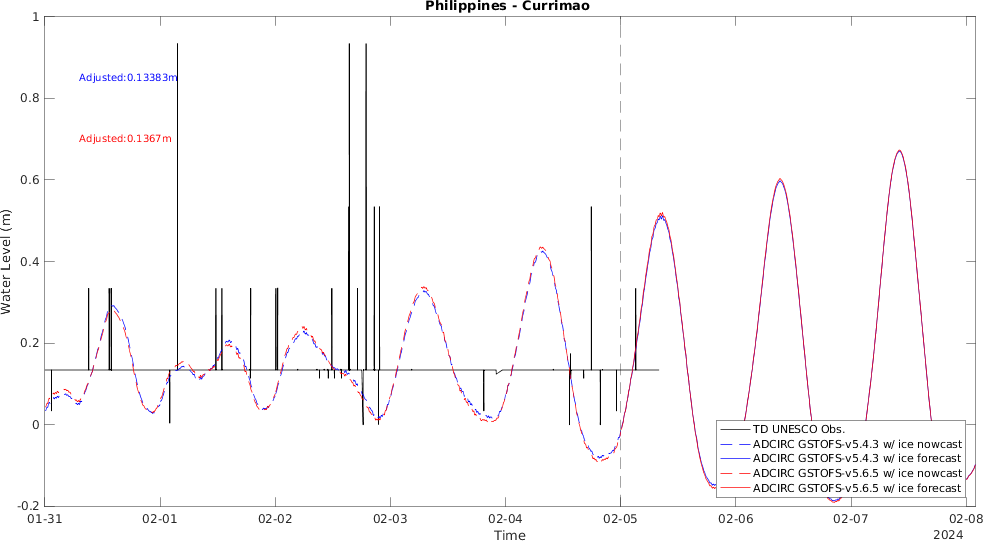 Philippines - Currimao
1
0.8
0.6
0.4
0.2
0
-0.2
Water Level (m)
Adjusted:0.13383m
Adjusted:0.1367m
TD UNESCO Obs.
ADCIRC GSTOFS-v5.4.3 w/ ice nowcast
ADCIRC GSTOFS-v5.4.3 w/ ice forecast
ADCIRC GSTOFS-v5.6.5 w/ ice nowcast
ADCIRC GSTOFS-v5.6.5 w/ ice forecast
01-31 02-01 02-02 02-03 02-04 02-05 02-06 02-07 02-08
Time
2024